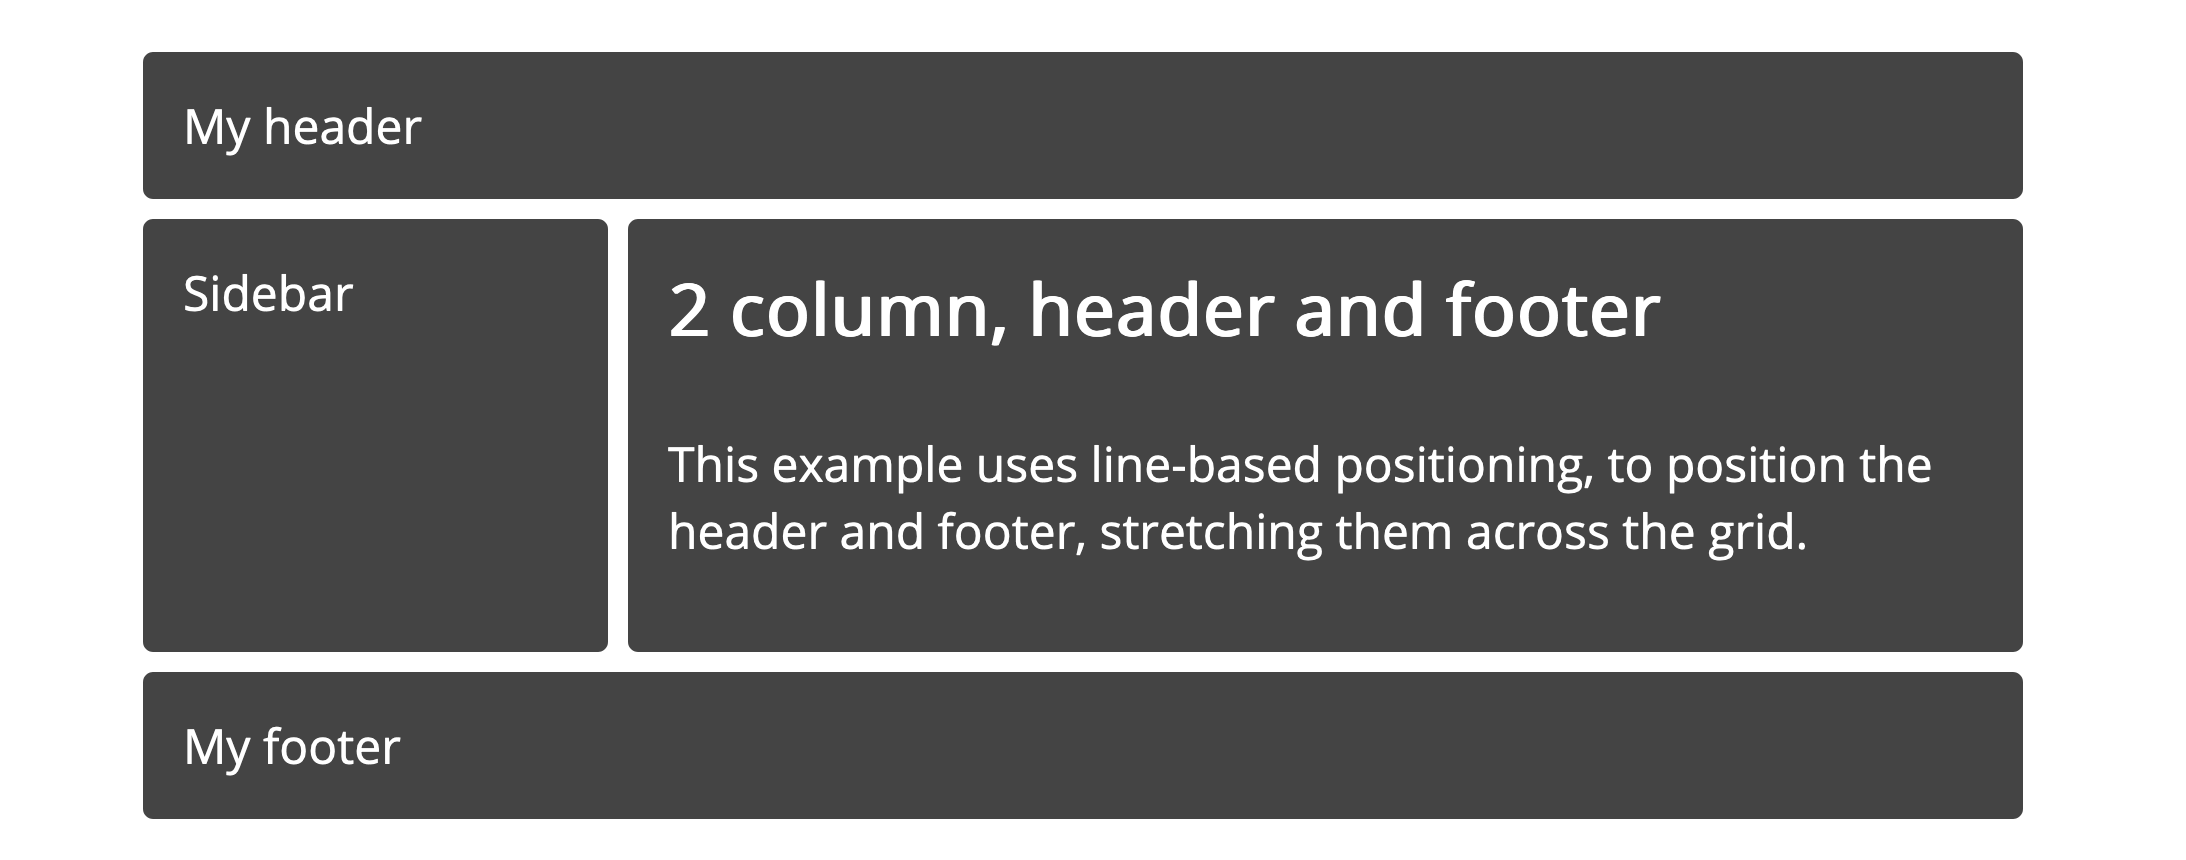 My header
Sidebar
2 column, header and footer
This example uses line-based positioning, to position the
header and footer, stretching them across the grid.
My footer